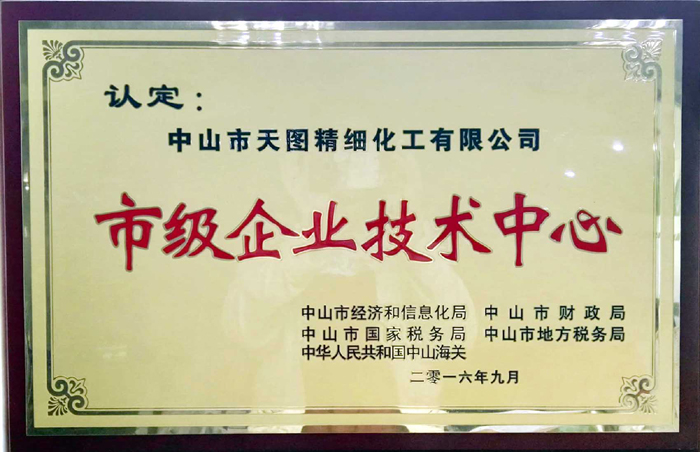 认定：
中山市天图精细化工有限公司
市级企业技术中心
中山市经济和信息化局 中山市财政局
中山市国家税务局 中山市地方税务局
中华人民共和国中山海关
二零一六年九月